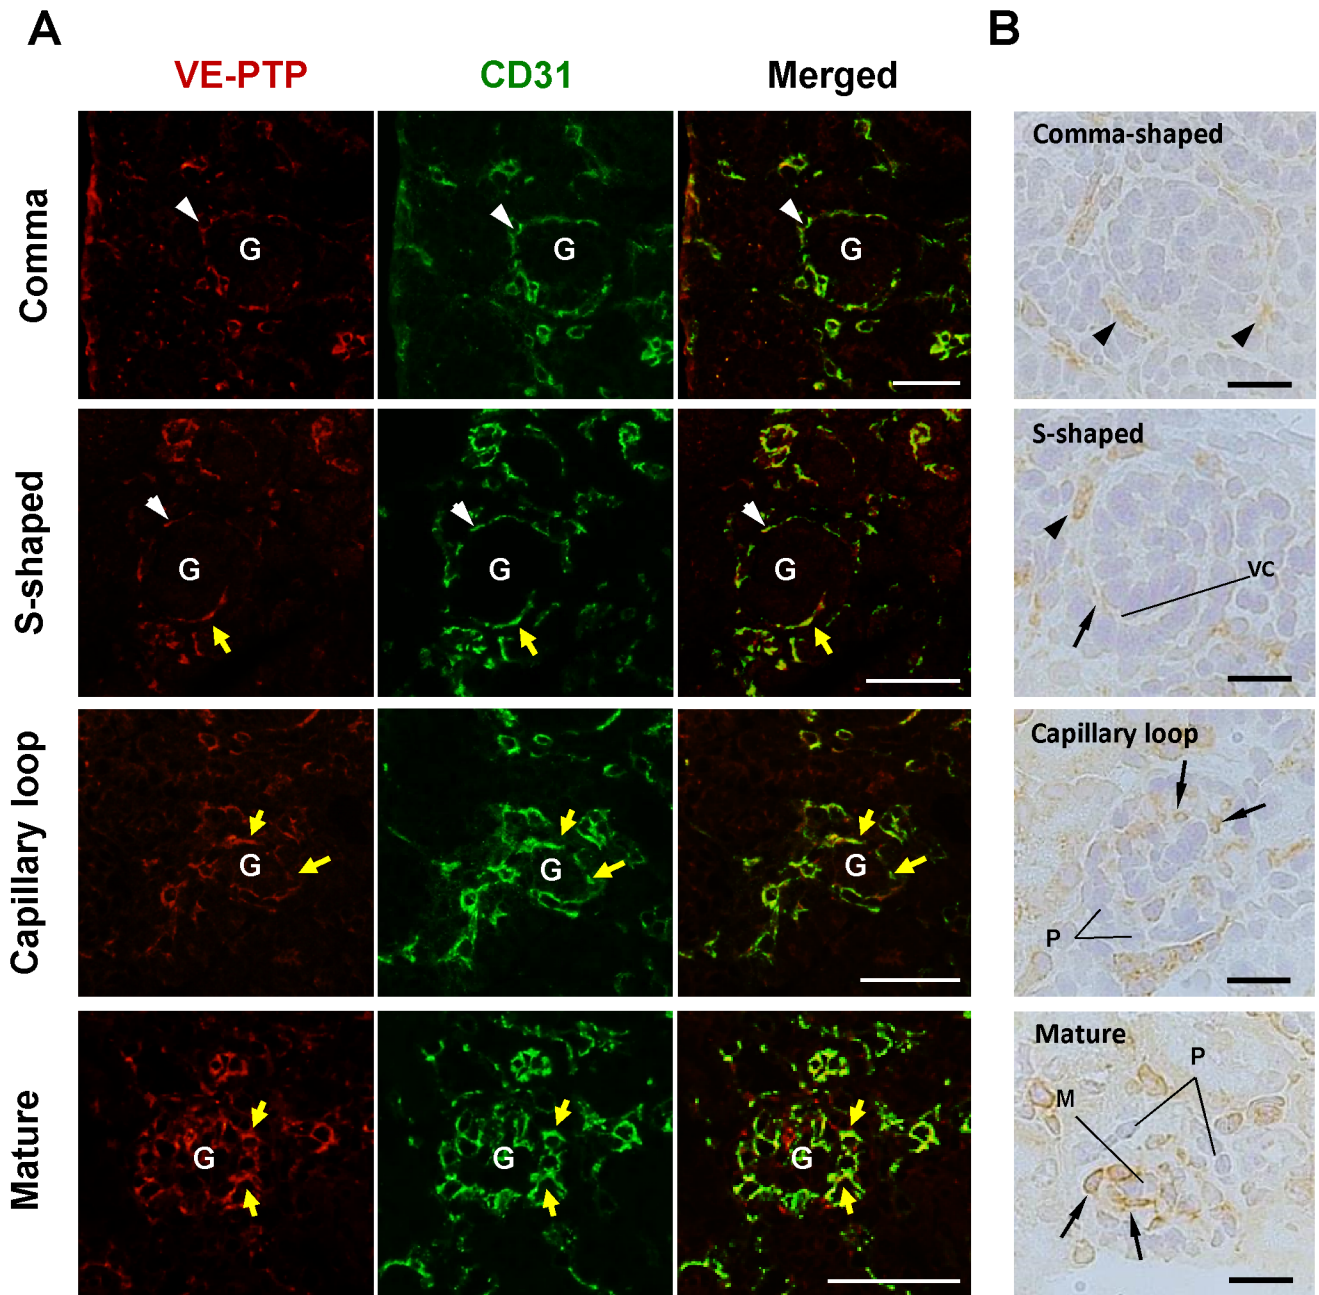 A
B
VE-PTP CD31 Merged
Comma
G G G
Comma-shaped
S-shaped
G G G
S-shaped
VC
Capillary loop
G G G
Capillary loop
P
Mature
G G G
Mature
P
M